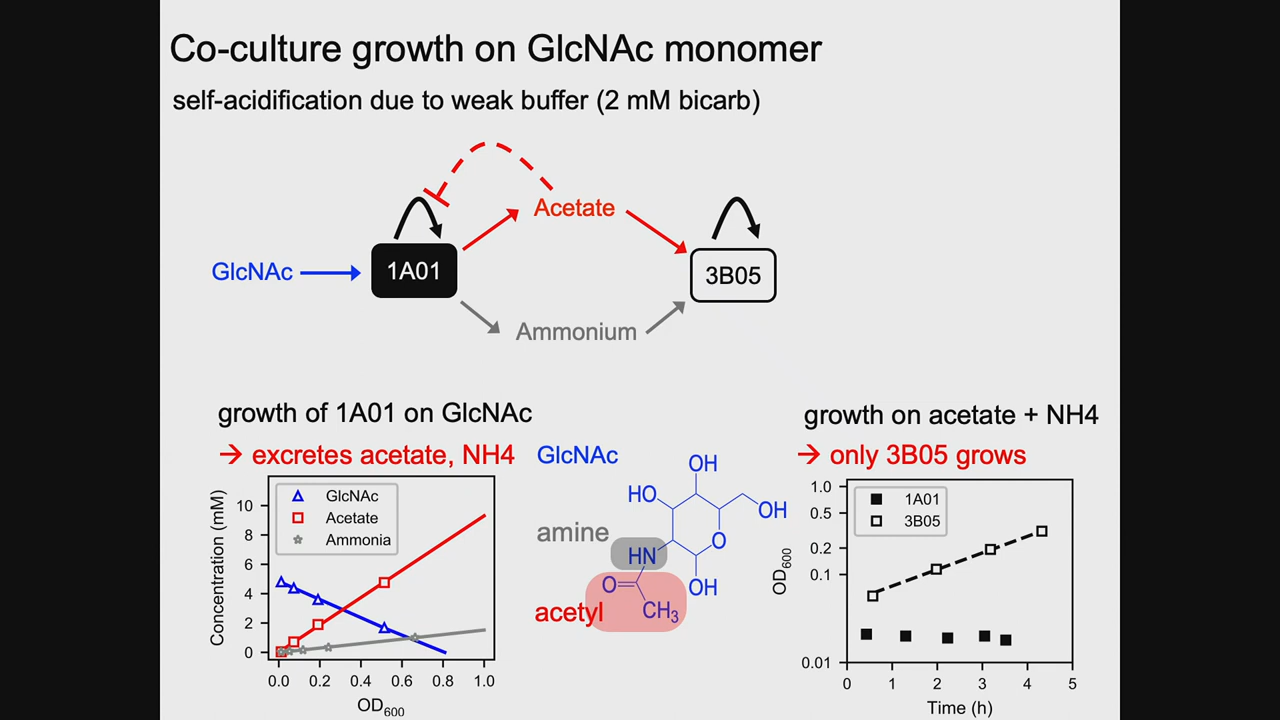 Co-culture growth on GlcNAc monomer
self-acidification due to weak buffer (2 mM bicarb)
Acetate
GlcNAc
1A01
3B05
Ammonium
growth of 1A01 on GlcNAc
→ excretes acetate, NH4
Concentration (mM)
10
8
6
4
2
0
GlcNAc
Acetate
Ammonia
0.0 0.2 0.4 0.6 0.8 1.0
OD600
GlcNAc
OH
HO
OH
amine
HN
O
O
OH
acetyl
CH3
growth on acetate + NH4
→ only 3B05 grows
OD600
1.0
0.5
0.2
0.1
0.01
1A01
3B05
0 1 2 3 4 5
Time (h)